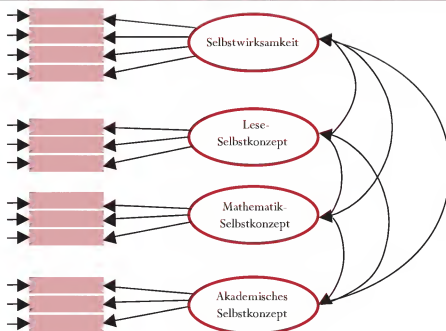 Selbstwirksamkeit
Lese-
Selbstkonzept
Mathematik-
Selbstkonzept
Akademisches
Selbstkonzept